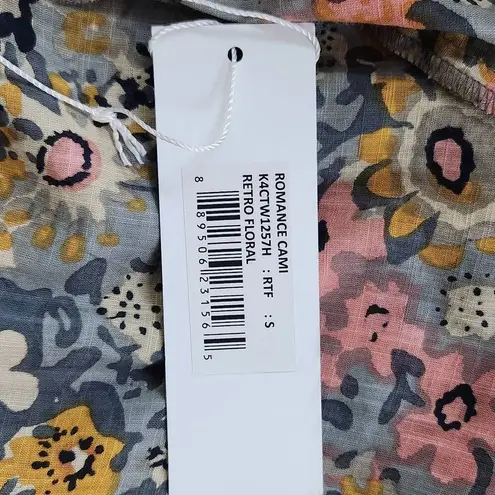 ROMANCE CAMI
K4CTW1257H : RTF : S
RETRO FLORAL
8 89506 23156 5